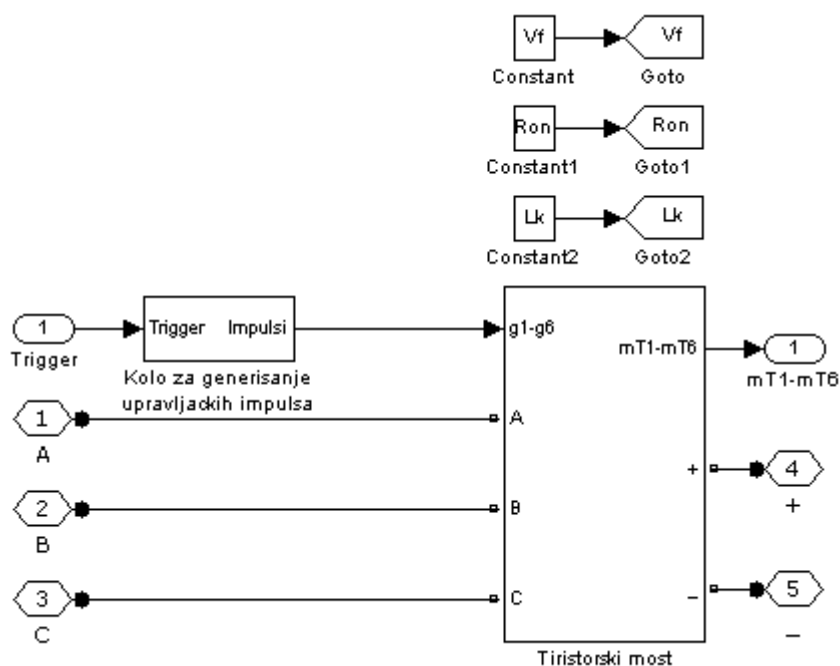 Vf Vf
Constant Goto
Ron Ron
Constant1 Goto1
Lk Lk
Constant2 Goto2
1 Trigger Impulsi g1-g6 mT1-mT6 1
Trigger
Kolo za generisanje
upravljackih impulsa
mT1-mT6
1 A
A
4
+ +
2 B
B
3 C
C
5
– –
Tiristorski most